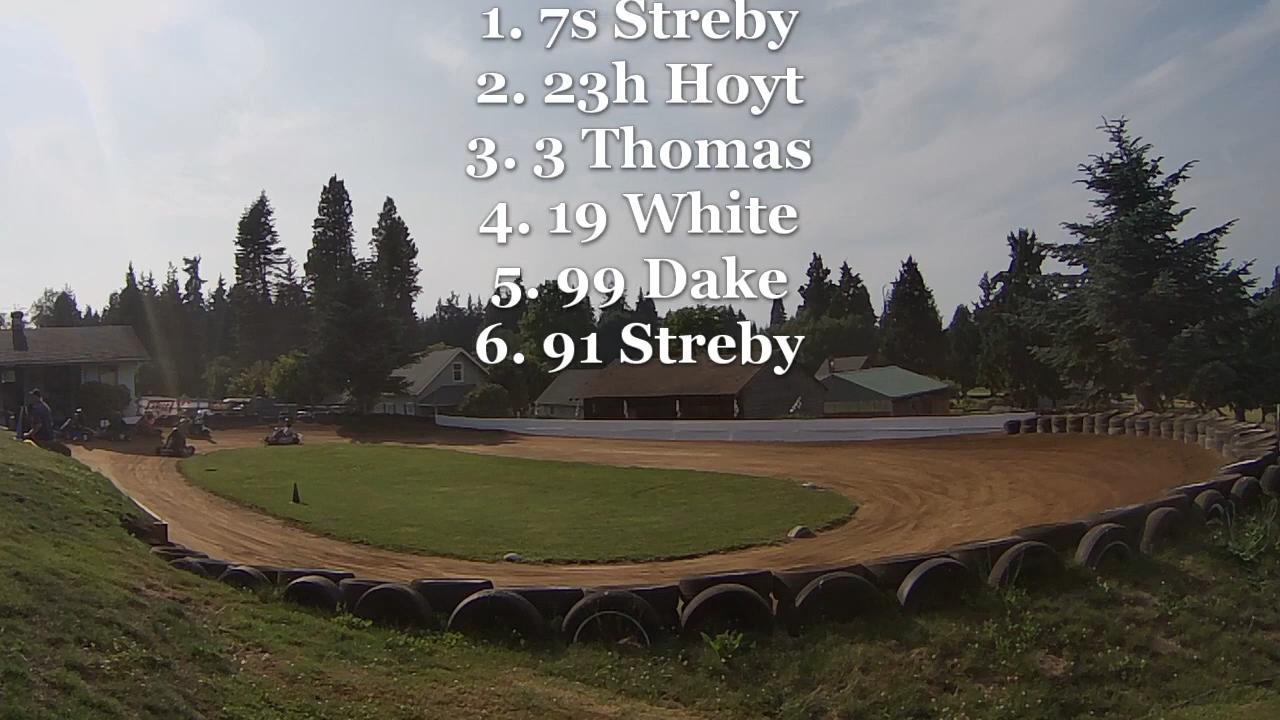 1. 7s Streby
2. 23h Hoyt
3. 3 Thomas
4. 19 White
5. 99 Dake
6. 91 Streby